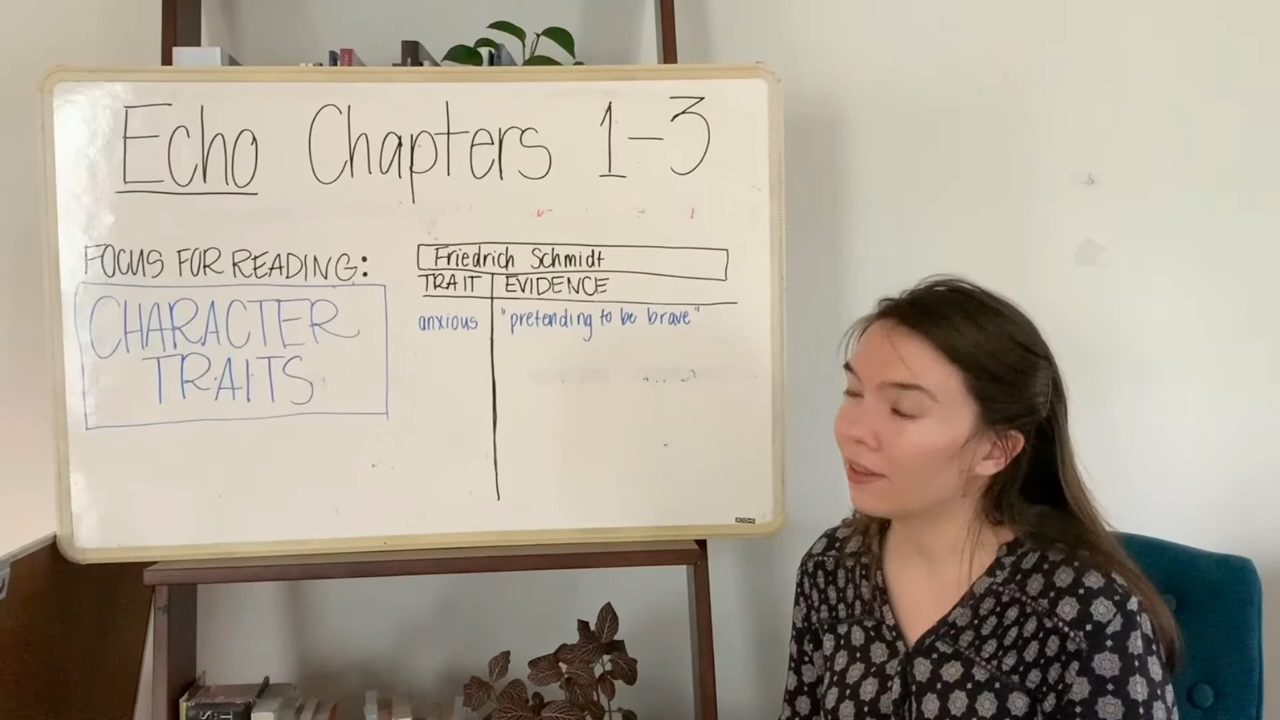 Echo Chapters 1-3
FOCUS FOR READING:
CHARACTER
TRAITS
Friedrich Schmidt
TRAIT EVIDENCE
anxious "pretending to be brave"